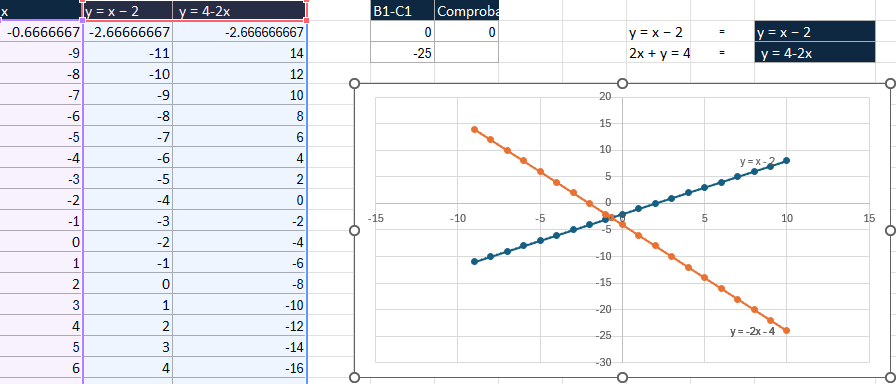 x y = x − 2 y = 4-2x B1-C1 Comproba
-0.6666667 -2.66666667 -2.666666667 0 0 y = x − 2 = y = x − 2
-9 -11 14 -25 2x + y = 4 = y = 4-2x
-8 -10 12
-7 -9 10
-6 -8 8
-5 -7 6
-4 -6 4
-3 -5 2
-2 -4 0
-1 -3 -2
0 -2 -4
1 -1 -6
2 0 -8
3 1 -10
4 2 -12
5 3 -14
6 4 -16
20
15
10
5
0
-5
-10
-15
-20
-25
-30
-15 -10 -5 0 5 10 15
y = x - 2
y = -2x - 4